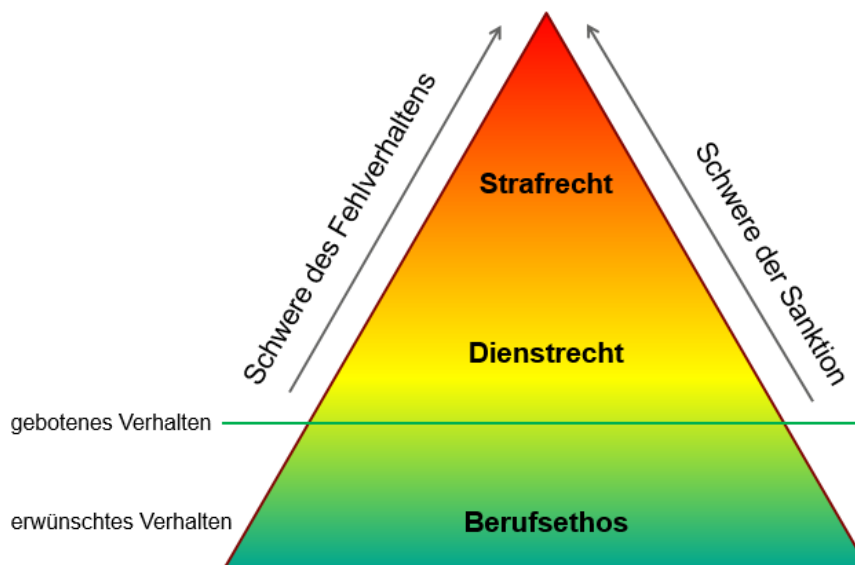 Schwere des Fehlverhaltens
Schwere der Sanktion
Strafrecht
Dienstrecht
gebotenes Verhalten
erwünschtes Verhalten
Berufsethos